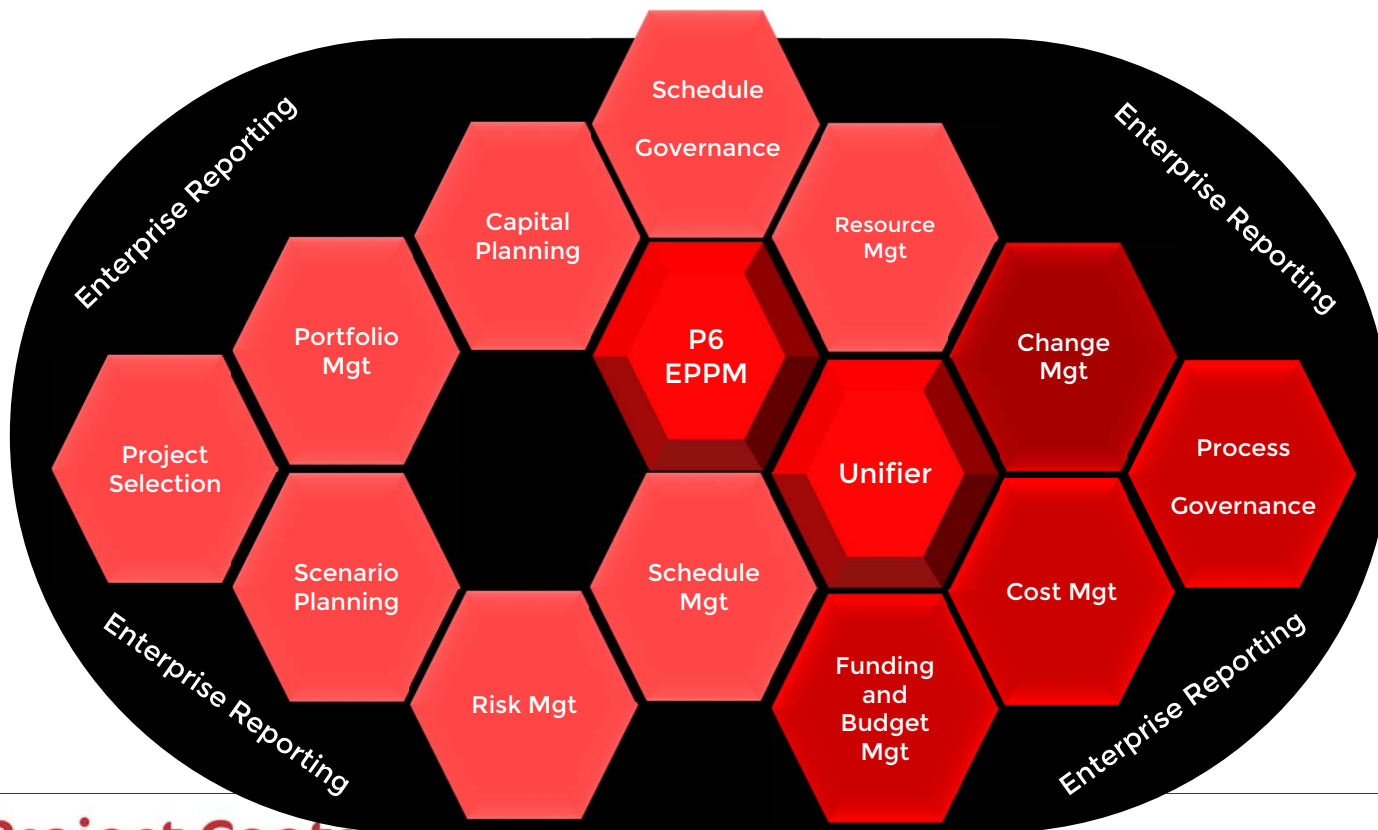 Schedule
Governance
Enterprise Reporting
Enterprise Reporting
Capital
Planning
Resource
Mgt
Portfolio
Mgt
P6
EPPM
Change
Mgt
Project
Selection
Unifier
Process
Governance
Scenario
Planning
Schedule
Mgt
Cost Mgt
Risk Mgt
Funding
and
Budget
Mgt
Enterprise Reporting
Enterprise Reporting